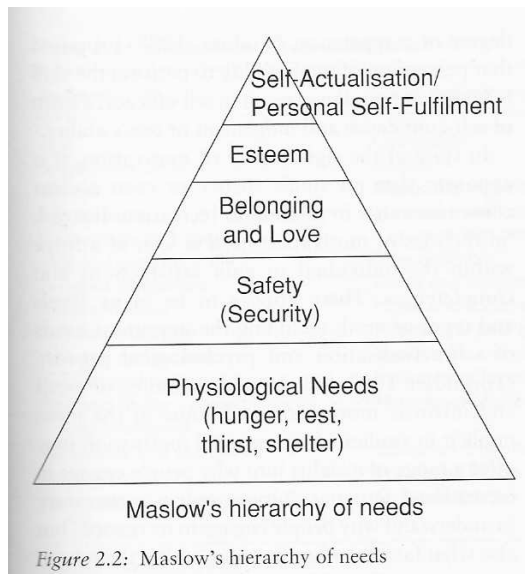 Self-Actualisation/
Personal Self-Fulfilment
Esteem
Belonging
and Love
Safety
(Security)
Physiological Needs
(hunger, rest,
thirst, shelter)
Maslow's hierarchy of needs
Figure 2.2: Maslow's hierarchy of needs